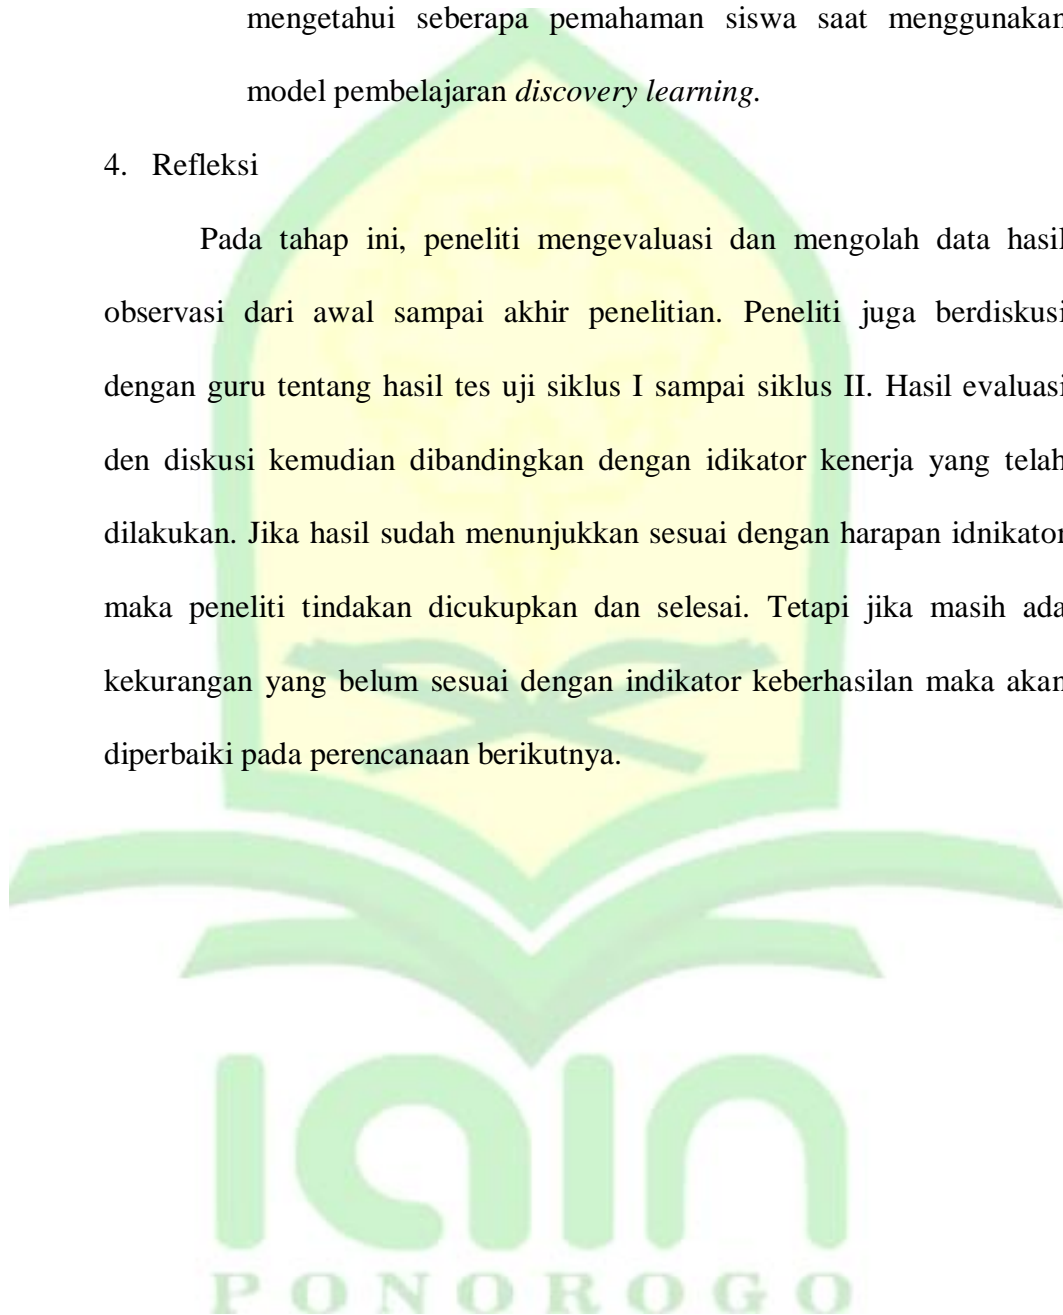 mengetahui seberapa pemahaman siswa saat menggunakan
model pembelajaran discovery learning.
4. Refleksi
Pada tahap ini, peneliti mengevaluasi dan mengolah data hasil
observasi dari awal sampai akhir penelitian. Peneliti juga berdiskusi
dengan guru tentang hasil tes uji siklus I sampai siklus II. Hasil evaluasi
den diskusi kemudian dibandingkan dengan idikator kenerja yang telah
dilakukan. Jika hasil sudah menunjukkan sesuai dengan harapan idnikator
maka peneliti tindakan dicukupkan dan selesai. Tetapi jika masih ada
kekurangan yang belum sesuai dengan indikator keberhasilan maka akan
diperbaiki pada perencanaan berikutnya.
IAIN
PONOROGO